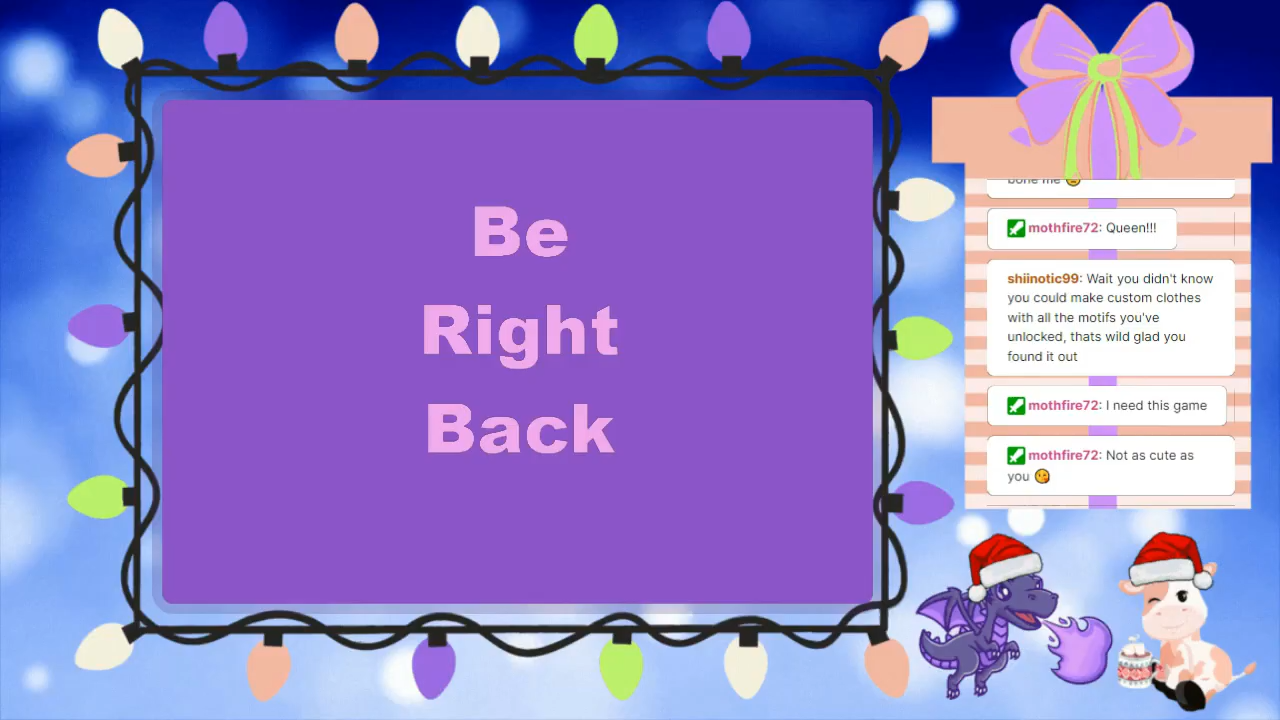 Be
Right
Back
bone me
mothfire72: Queen!!!
shiinotic99: Wait you didn't know
you could make custom clothes
with all the motifs you've
unlocked, thats wild glad you
found it out
mothfire72: I need this game
mothfire72: Not as cute as
you 😘